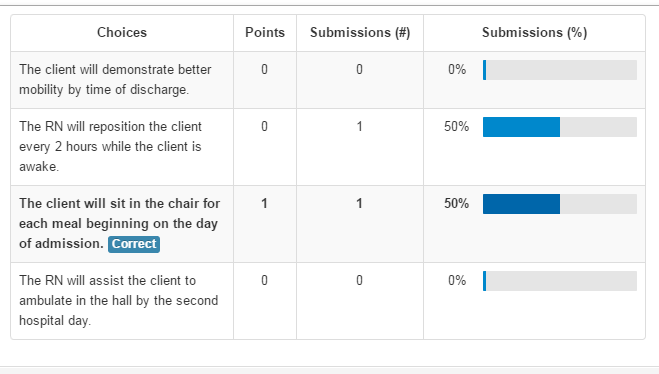 Choices Points Submissions (#) Submissions (%)
The client will demonstrate better 0 0 0%
mobility by time of discharge.
The RN will reposition the client 0 1 50%
every 2 hours while the client is
awake.
The client will sit in the chair for 1 1 50%
each meal beginning on the day
of admission. Correct
The RN will assist the client to 0 0 0%
ambulate in the hall by the second
hospital day.